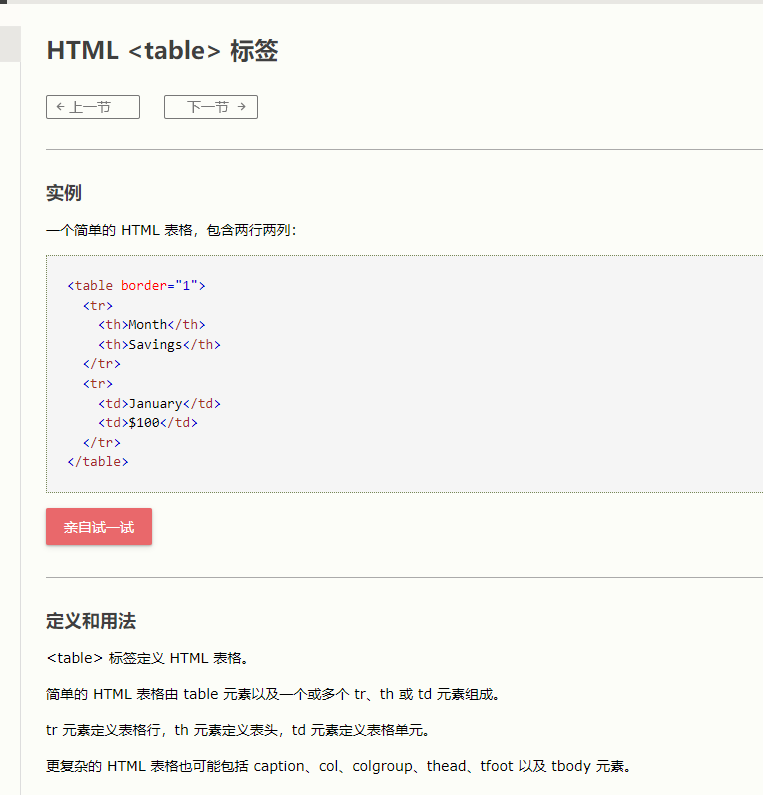 HTML <table> 标签
← 上一节 下一节 →
实例
一个简单的 HTML 表格，包含两行两列：
<table border="1">
  <tr>
    <th>Month</th>
    <th>Savings</th>
  </tr>
  <tr>
    <td>January</td>
    <td>$100</td>
  </tr>
</table>
亲自试一试
定义和用法
<table> 标签定义 HTML 表格。
简单的 HTML 表格由 table 元素以及一个或多个 tr、th 或 td 元素组成。
tr 元素定义表格行，th 元素定义表头，td 元素定义表格单元。
更复杂的 HTML 表格也可能包括 caption、col、colgroup、thead、tfoot 以及 tbody 元素。